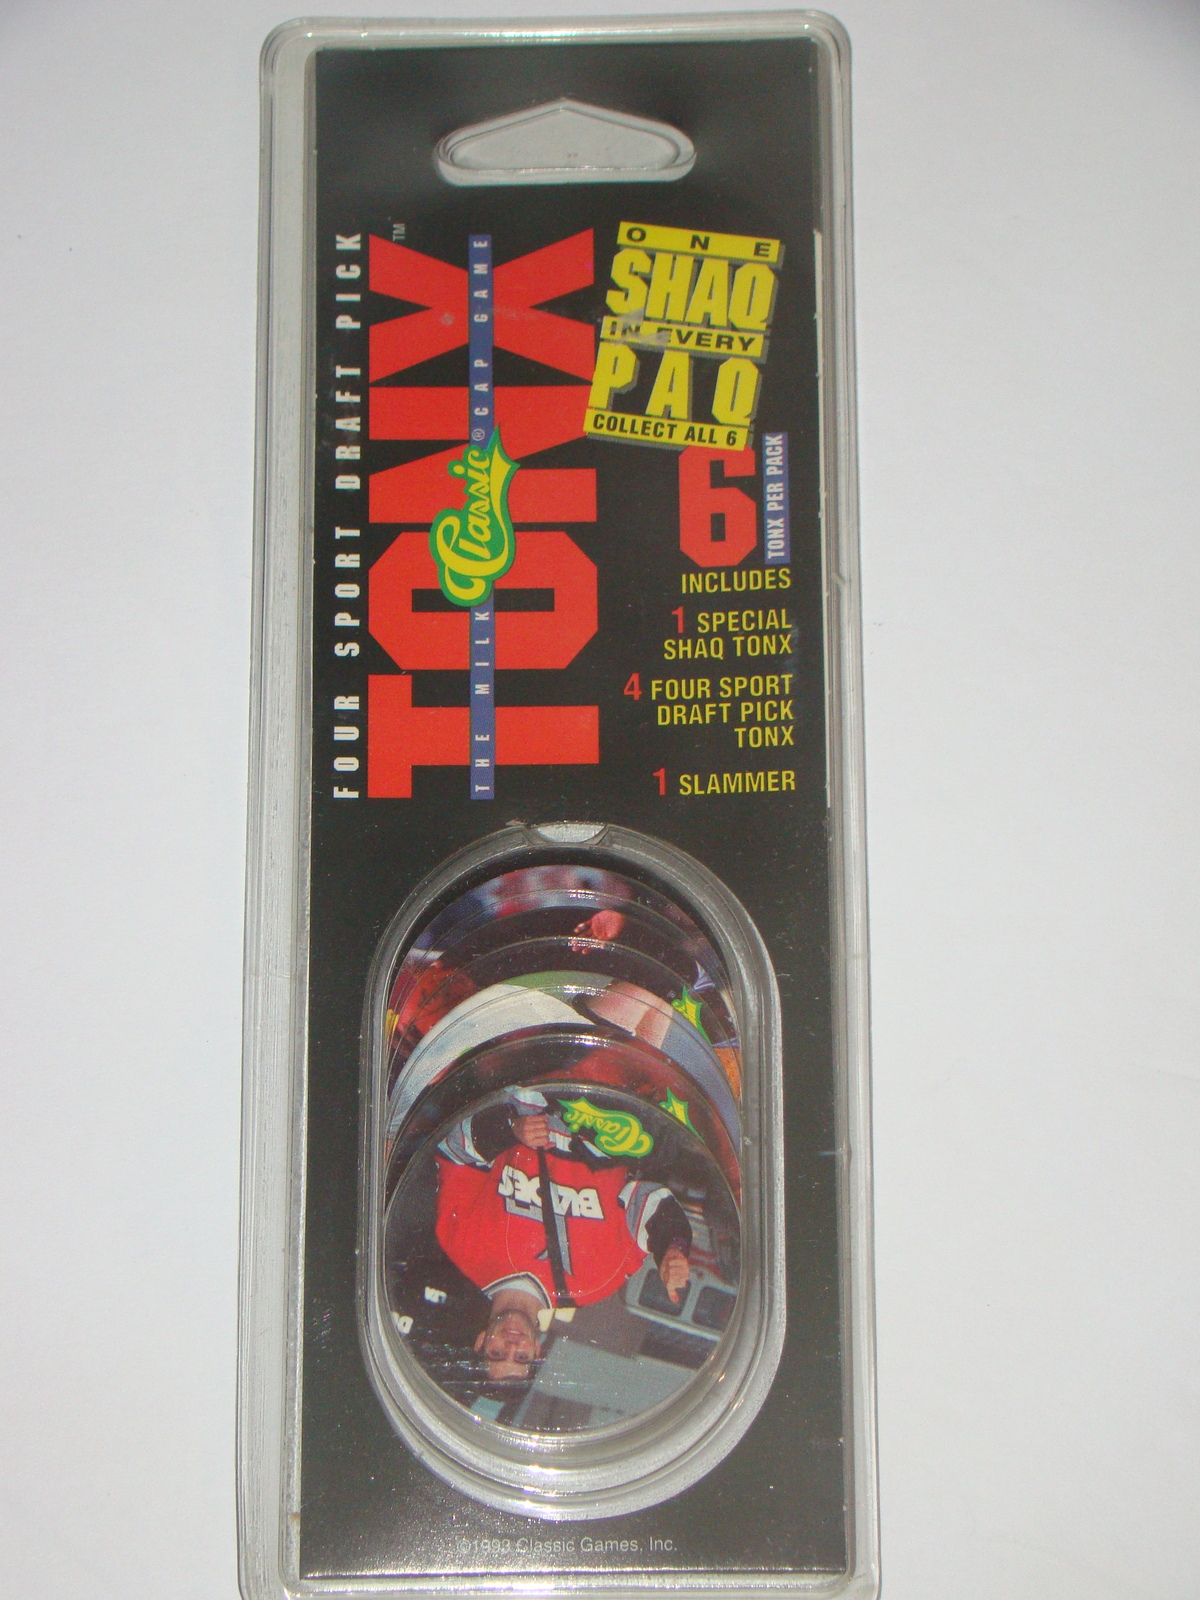 FOUR SPORT DRAFT PICK
TONX™
THE MILK CAP GAME
Classic®
ONE
SHAQ
IN EVERY
PAQ
COLLECT ALL 6
6
TONX PER PACK
INCLUDES
1 SPECIAL
SHAQ TONX
4 FOUR SPORT
DRAFT PICK
TONX
1 SLAMMER
Classic
BLADES
©1993 Classic Games, Inc.